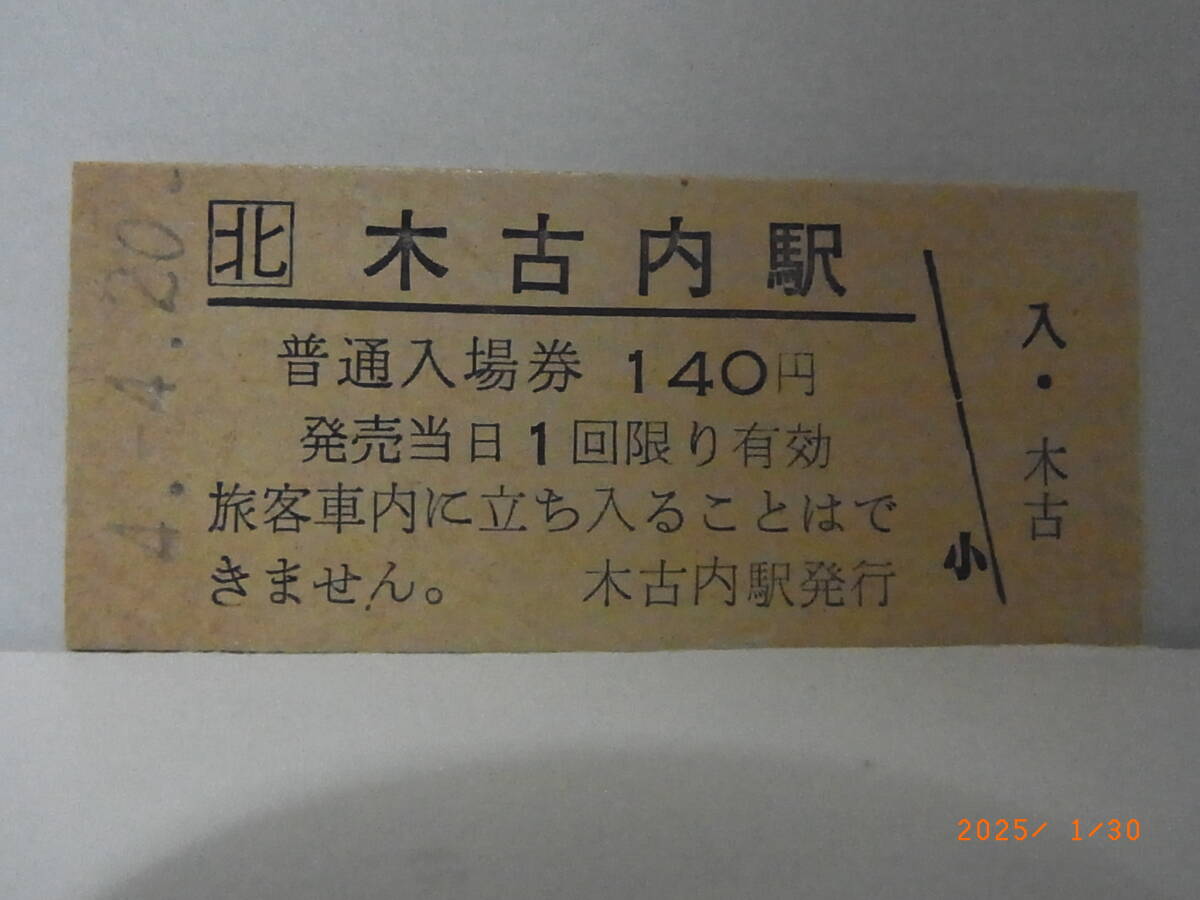 4.-4.20.
北 木古内駅
普通入場券 140円
発売当日1回限り有効
旅客車内に立ち入ることはで
きません。 木古内駅発行
小
入・木古
2025/ 1/30